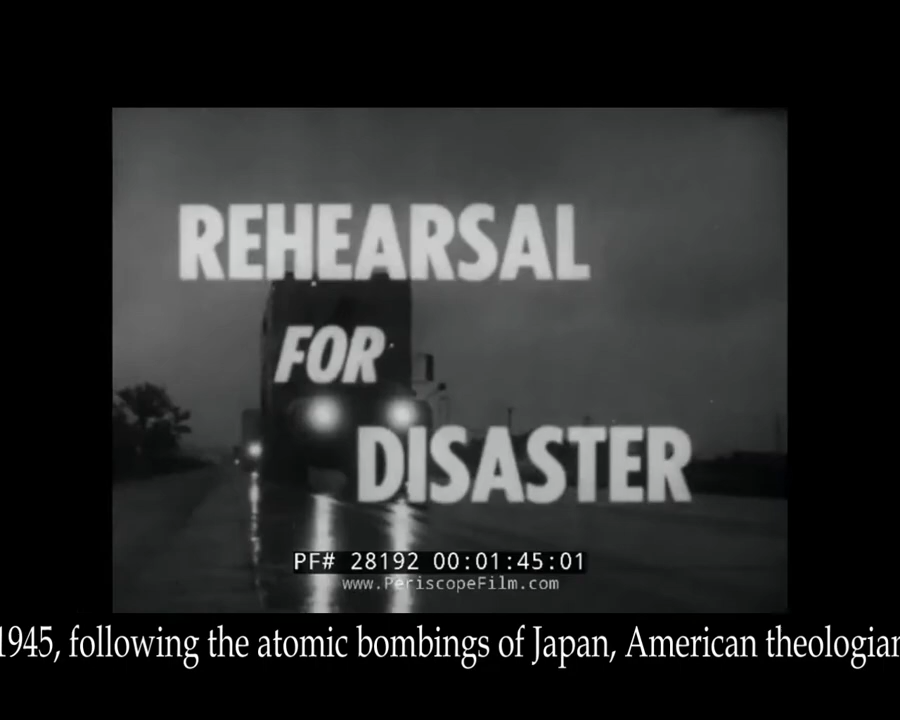 REHEARSAL
FOR
DISASTER
PF# 28192 00:01:45:01
www.PeriscopeFilm.com
1945, following the atomic bombings of Japan, American theologian